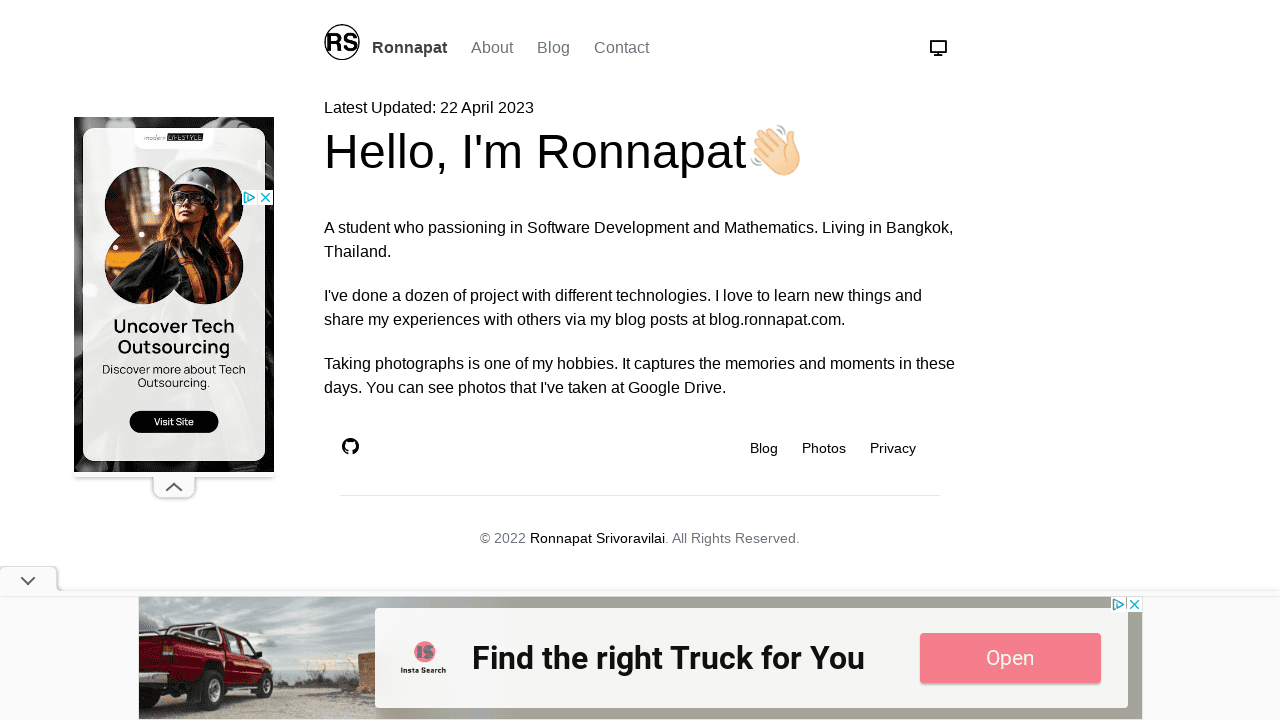 RS Ronnapat About Blog Contact
Latest Updated: 22 April 2023
Hello, I'm Ronnapat
A student who passioning in Software Development and Mathematics. Living in Bangkok,
Thailand.
I've done a dozen of project with different technologies. I love to learn new things and
share my experiences with others via my blog posts at blog.ronnapat.com.
Taking photographs is one of my hobbies. It captures the memories and moments in these
days. You can see photos that I've taken at Google Drive.
Blog Photos Privacy
© 2022 Ronnapat Srivoravilai. All Rights Reserved.
modern LIFESTYLE
Uncover Tech
Outsourcing
Discover more about Tech
Outsourcing.
Visit Site
IS
Insta Search
Find the right Truck for You
Open